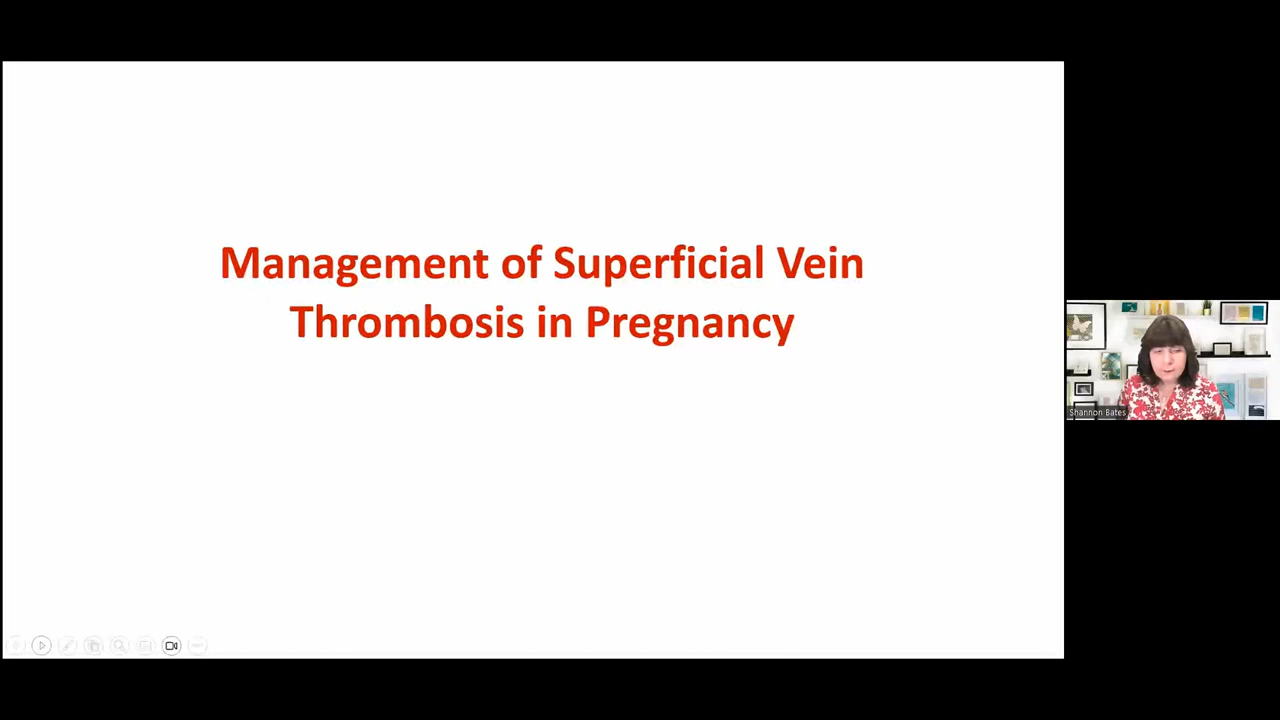 Management of Superficial Vein
Thrombosis in Pregnancy
Shannon Bates